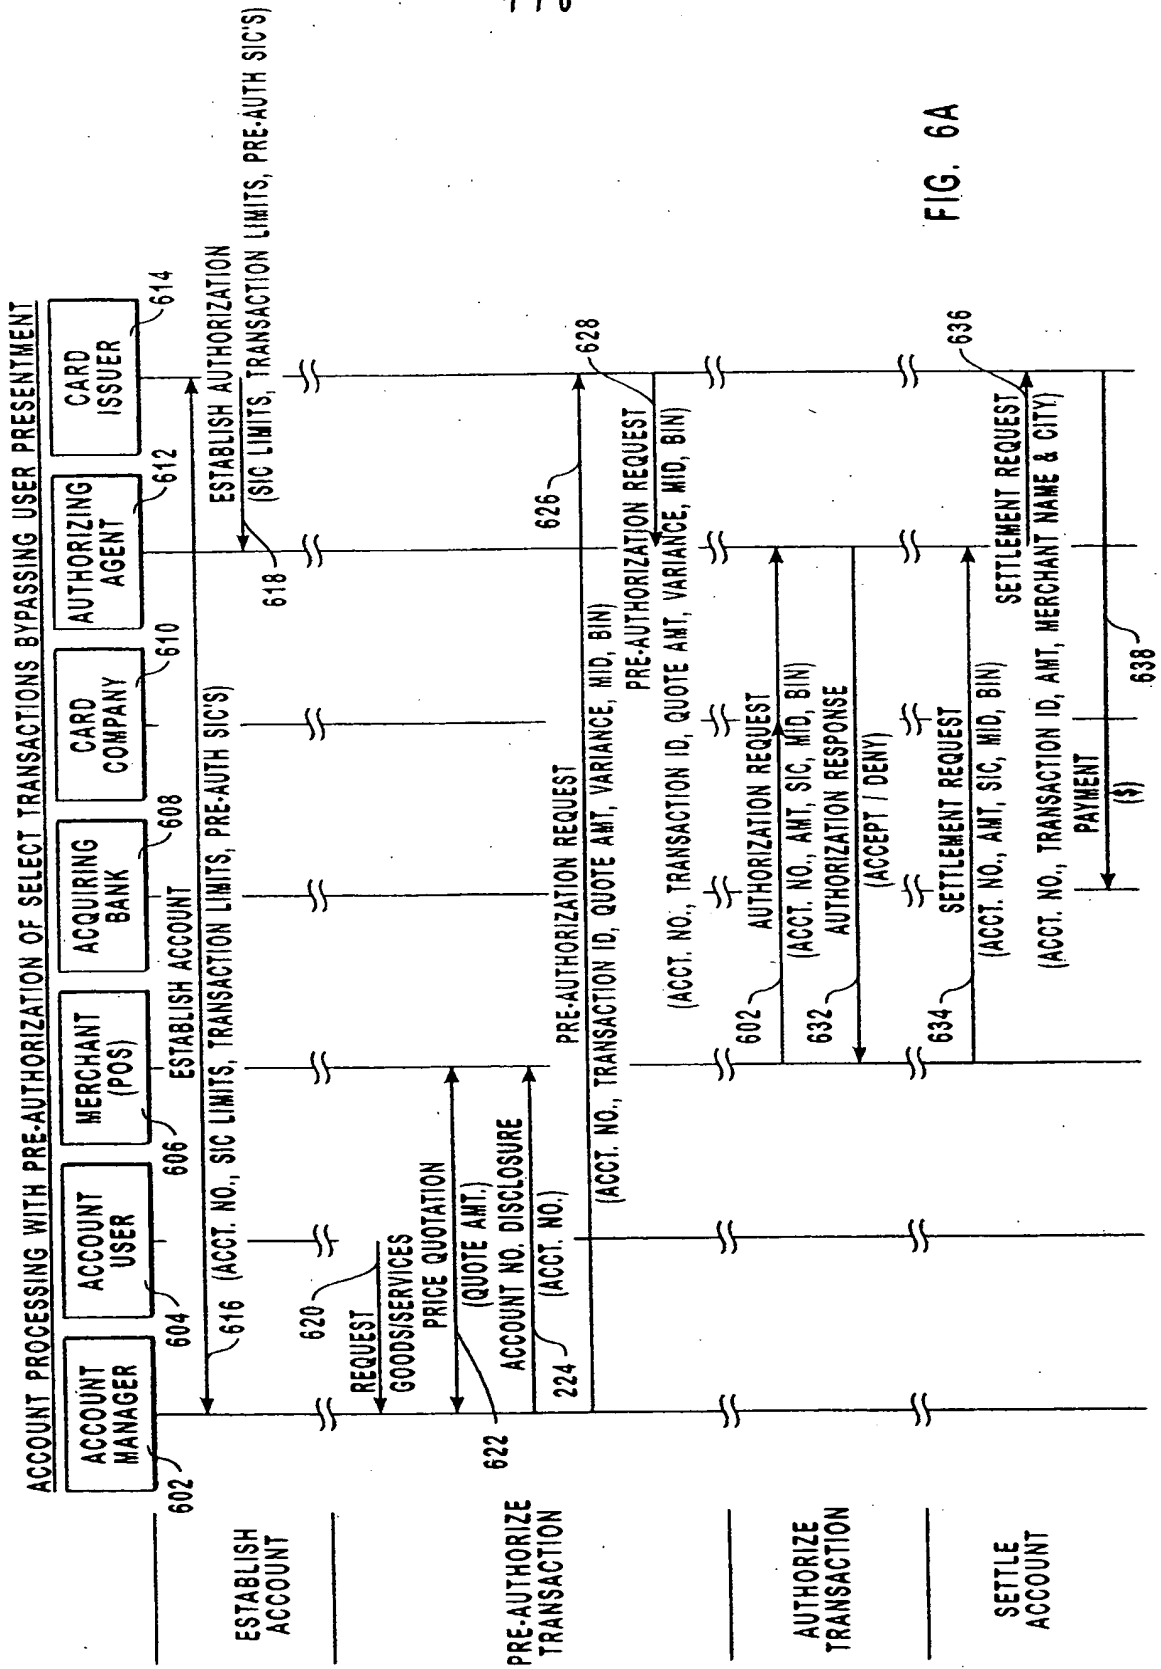 ACCOUNT PROCESSING WITH PRE-AUTHORIZATION OF SELECT TRANSACTIONS BYPASSING USER PRESENTMENT
ACCOUNT
MANAGER
602
ACCOUNT
USER
604
MERCHANT
(POS)
606
ACQUIRING
BANK
608
CARD
COMPANY
610
AUTHORIZING
AGENT
612
CARD
ISSUER
614
ESTABLISH
ACCOUNT
ESTABLISH ACCOUNT
616
(ACCT. NO., SIC LIMITS, TRANSACTION LIMITS, PRE-AUTH SIC'S)
ESTABLISH AUTHORIZATION
(SIC LIMITS, TRANSACTION LIMITS, PRE-AUTH SIC'S)
618
PRE-AUTHORIZE
TRANSACTION
620
REQUEST
GOODS/SERVICES
PRICE QUOTATION
(QUOTE AMT.)
622
ACCOUNT NO. DISCLOSURE
(ACCT. NO.)
224
PRE-AUTHORIZATION REQUEST
626
(ACCT. NO., TRANSACTION ID, QUOTE AMT, VARIANCE, MID, BIN)
PRE-AUTHORIZATION REQUEST
628
(ACCT. NO., TRANSACTION ID, QUOTE AMT, VARIANCE, MID, BIN)
AUTHORIZE
TRANSACTION
602
AUTHORIZATION REQUEST
(ACCT. NO., AMT, SIC, MID, BIN)
632
AUTHORIZATION RESPONSE
(ACCEPT / DENY)
SETTLE
ACCOUNT
634
SETTLEMENT REQUEST
(ACCT. NO., AMT, SIC, MID, BIN)
SETTLEMENT REQUEST
636
(ACCT. NO., TRANSACTION ID, AMT, MERCHANT NAME & CITY)
PAYMENT
($)
638
FIG. 6A